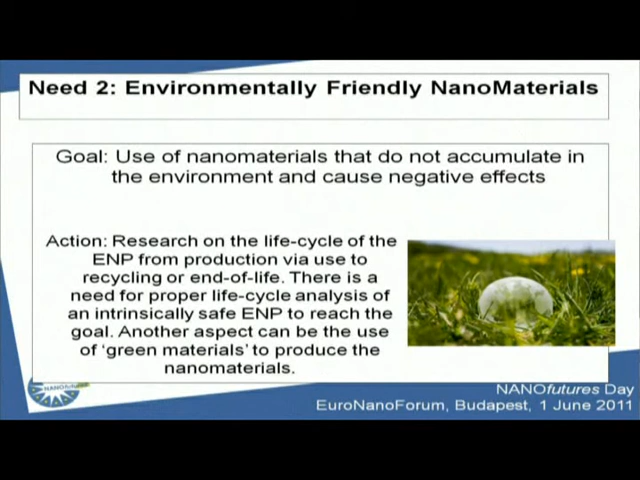 Need 2: Environmentally Friendly NanoMaterials
Goal: Use of nanomaterials that do not accumulate in
the environment and cause negative effects
Action: Research on the life-cycle of the
ENP from production via use to
recycling or end-of-life. There is a
need for proper life-cycle analysis of
an intrinsically safe ENP to reach the
goal. Another aspect can be the use
of ‘green materials’ to produce the
nanomaterials.
NANOfutures
NANOfutures Day
EuroNanoForum, Budapest, 1 June 2011